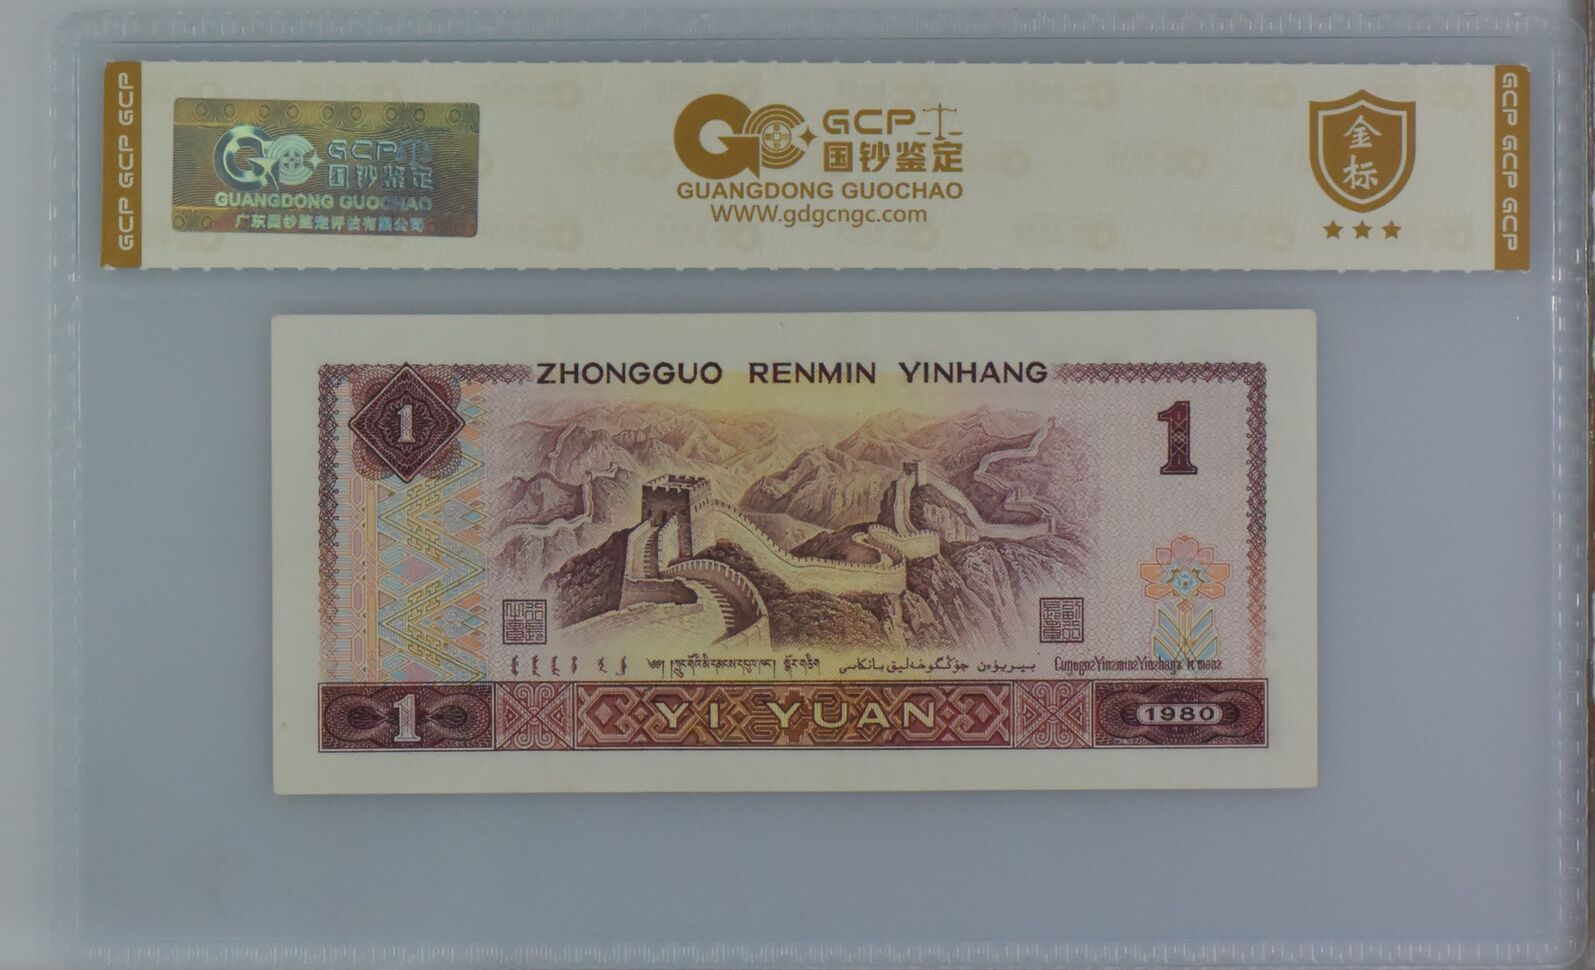 GCP GCP GCP
GCP
国钞鉴定
GUANGDONG GUOCHAO
广东国钞鉴定评估有限公司
GCP
国钞鉴定
GUANGDONG GUOCHAO
WWW.gdgcngc.com
金标
GCP GCP GCP
ZHONGGUO RENMIN YINHANG
1
1
1
YI YUAN
1980